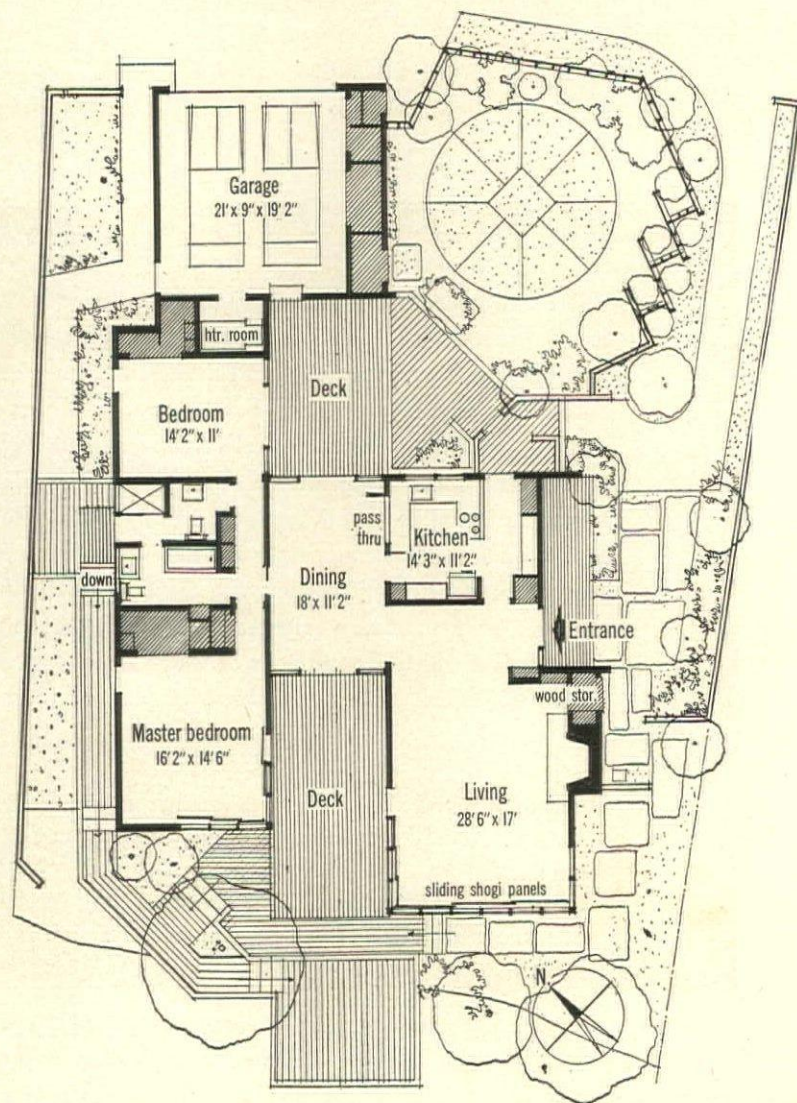 Garage
21' x 9" x 19' 2"
htr. room
Bedroom
14'2" x 11'
Deck
pass
thru
Kitchen
14'3" x 11'2"
down
Dining
18' x 11'2"
Entrance
wood stor.
Master bedroom
16'2" x 14'6"
Deck
Living
28'6" x 17'
sliding shogi panels
N